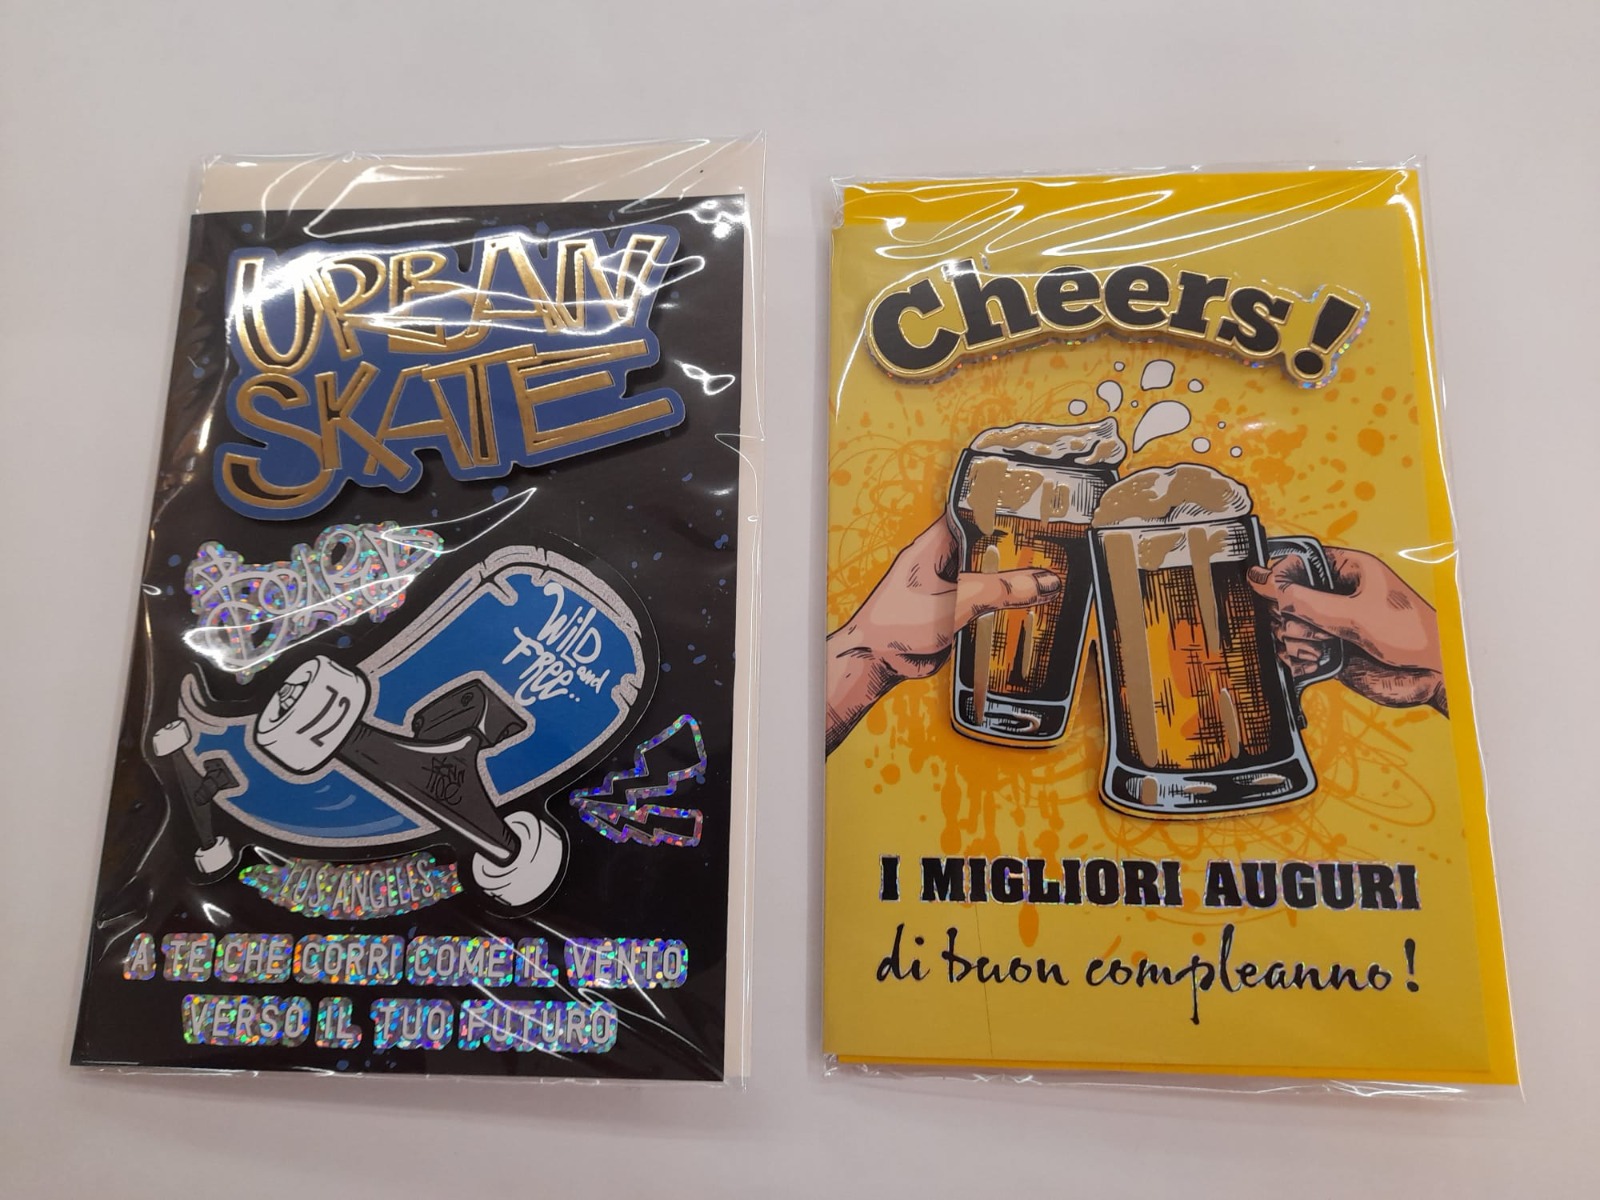 URBAN
SKATE
WILD
and
FREE..
72
LOS ANGELES
A TE CHE CORRI COME IL VENTO
VERSO IL TUO FUTURO
Cheers!
I MIGLIORI AUGURI
di buon compleanno!